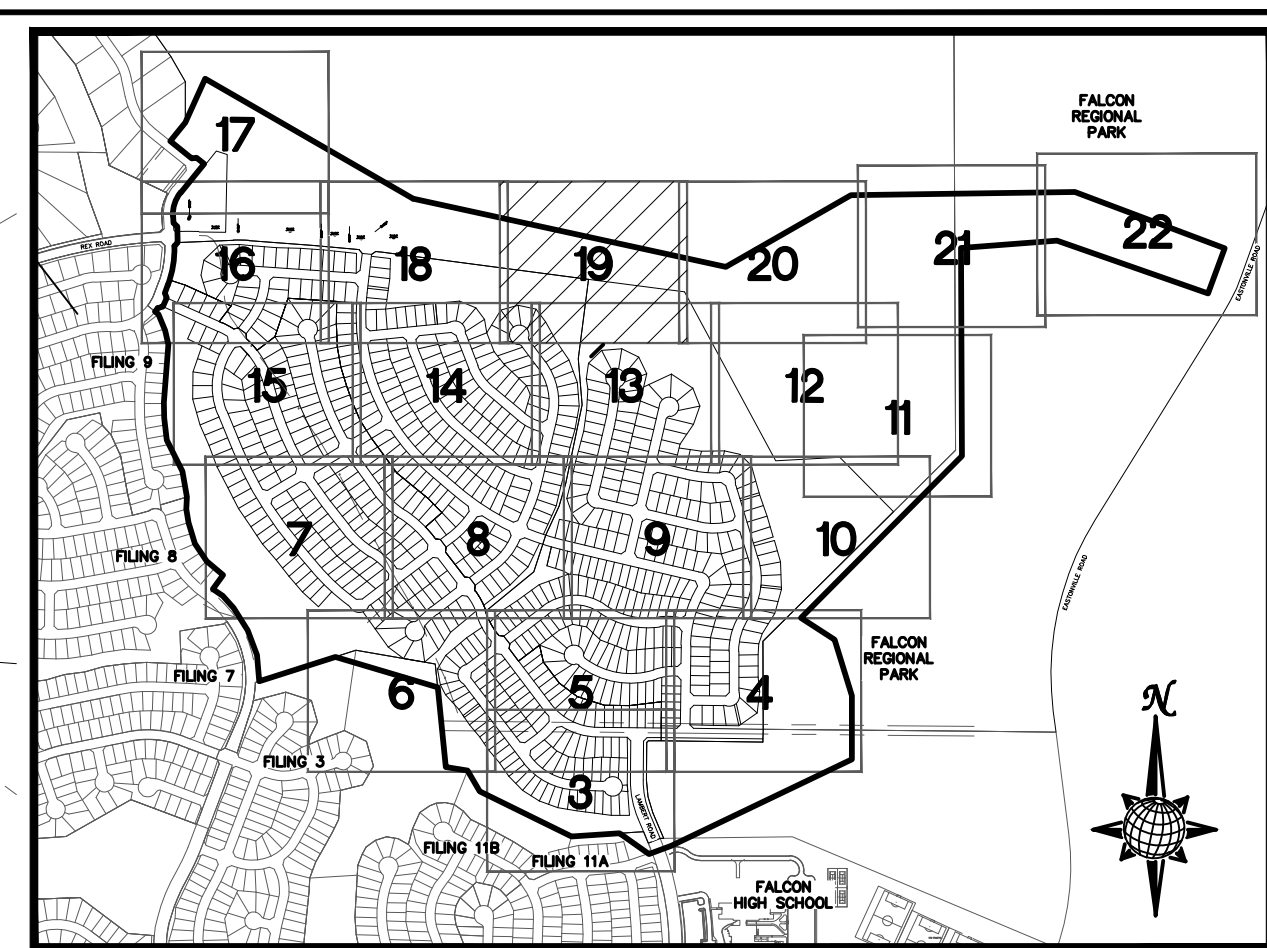 FALCON
REGIONAL
PARK
17
REX ROAD
16
18
19
20
21
22
EASTONVILLE ROAD
FILING 9
15
14
13
12
11
FILING 8
7
8
9
10
EASTONVILLE ROAD
FILING 7
6
5
4
FALCON
REGIONAL
PARK
N
FILING 3
3
LAMBERT ROAD
FILING 11B
FILING 11A
FALCON
HIGH SCHOOL